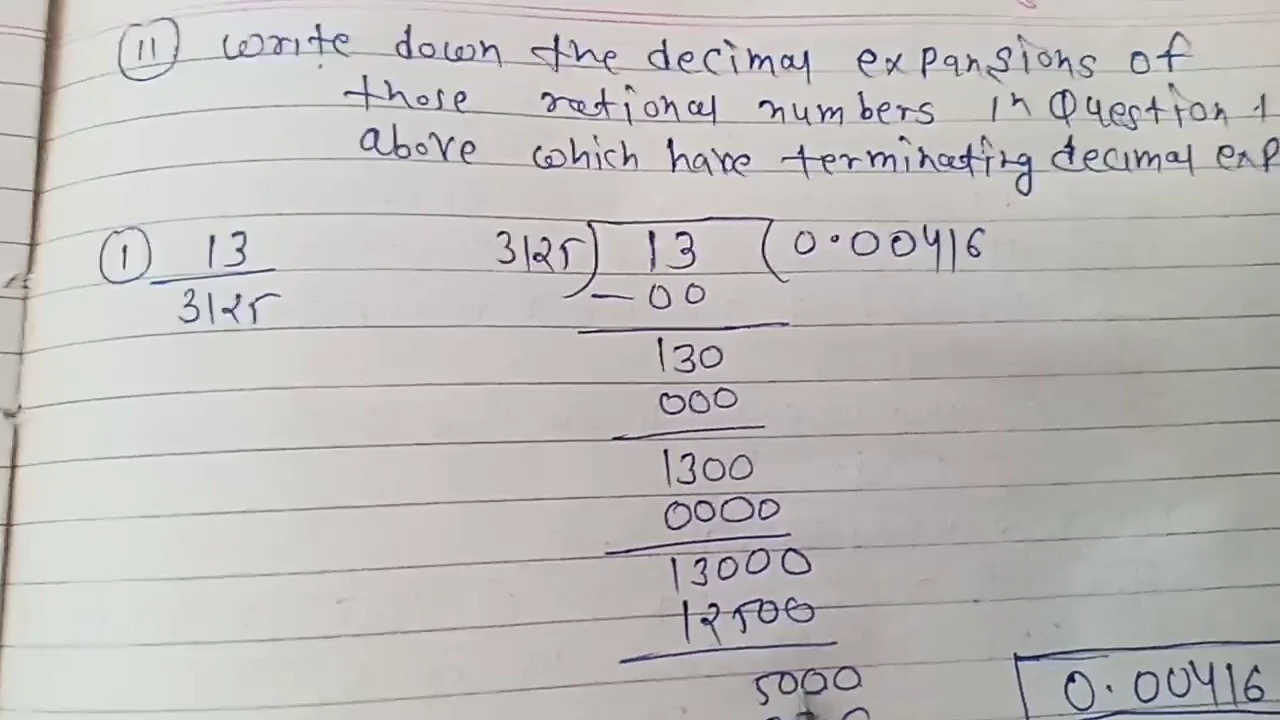 11 write down the decimal expansions of
those rational numbers in Question 1
above which have terminating decimal exp
1 13 3125) 13 (0.00416
3125 - 00
130
000
1300
0000
13000
12500
5000
0.00416